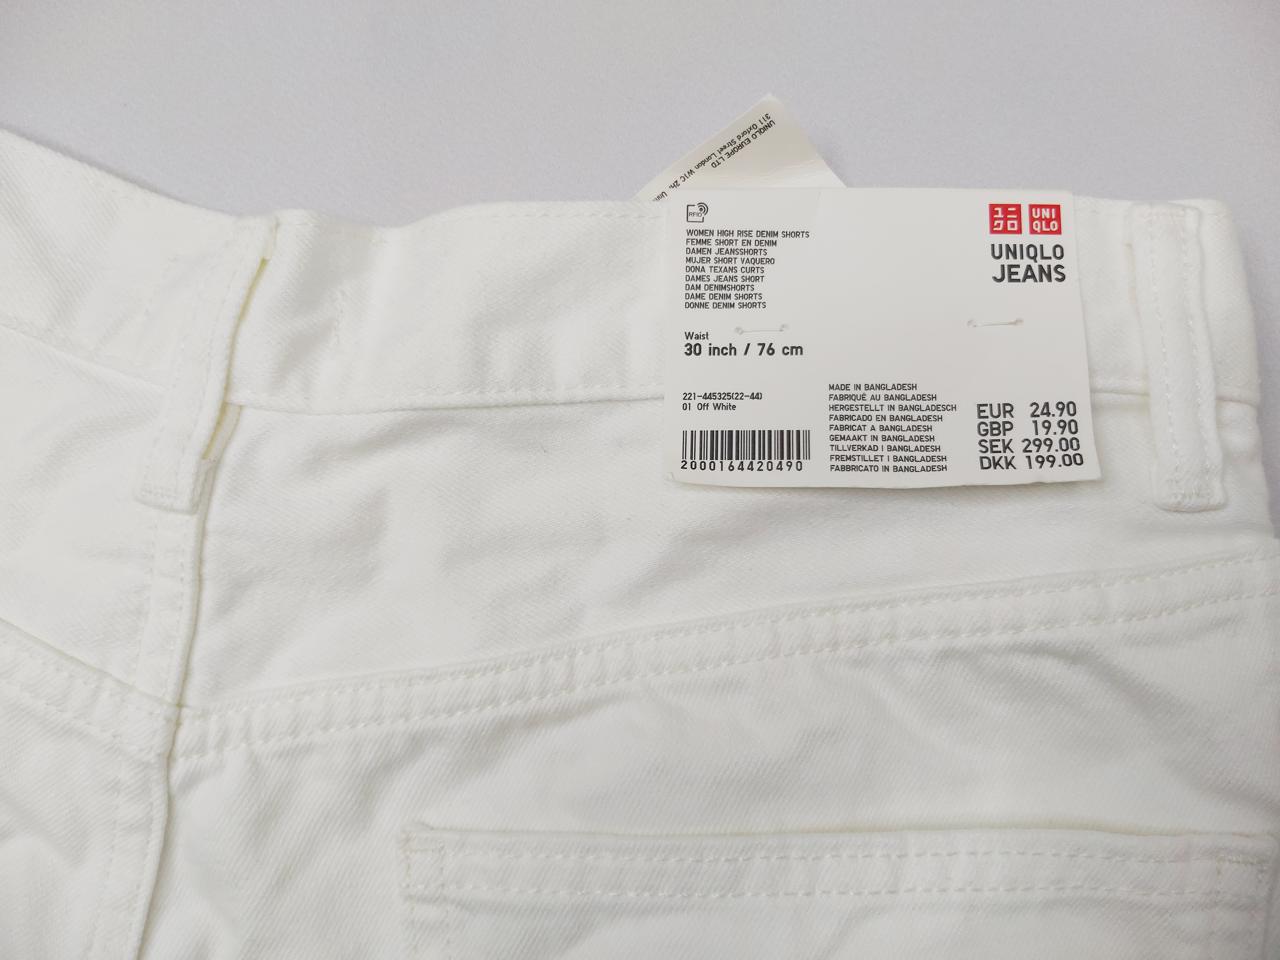 UNIQLO EUROPE LTD
311 Oxford Street London W1C 2H
RFID
WOMEN HIGH RISE DENIM SHORTS
FEMME SHORT EN DENIM
DAMEN JEANSSHORTS
MUJER SHORT VAQUERO
DONA TEXANS CURTS
DAMES JEANS SHORT
DAM DENIMSHORTS
DAME DENIM SHORTS
DONNE DENIM SHORTS
ユニ
クロ
UNI
QLO
UNIQLO
JEANS
Waist
30 inch / 76 cm
221-445325(22-44)
01 Off White
2000164420490
MADE IN BANGLADESH
FABRIQUÉ AU BANGLADESH
HERGESTELLT IN BANGLADESCH
FABRICADO EN BANGLADESH
FABRICAT A BANGLADESH
GEMAAKT IN BANGLADESH
TILLVERKAD I BANGLADESH
FREMSTILLET I BANGLADESH
FABBRICATO IN BANGLADESH
EUR 24.90
GBP 19.90
SEK 299.00
DKK 199.00